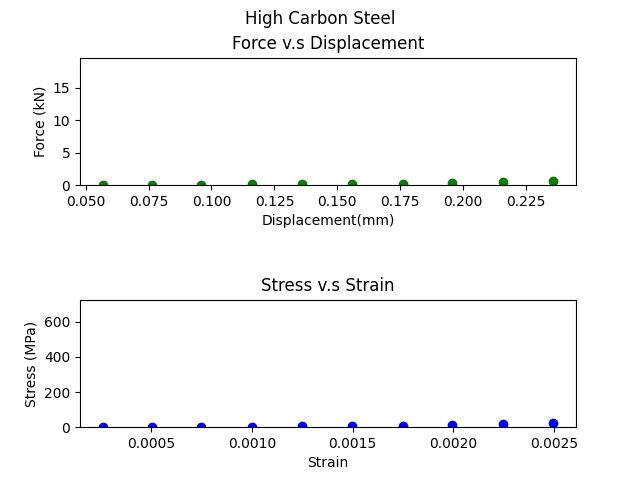 High Carbon Steel
Force v.s Displacement
15
10
5
0
Force (kN)
0.050 0.075 0.100 0.125 0.150 0.175 0.200 0.225
Displacement(mm)
Stress v.s Strain
600
400
200
0
Stress (MPa)
0.0005 0.0010 0.0015 0.0020 0.0025
Strain